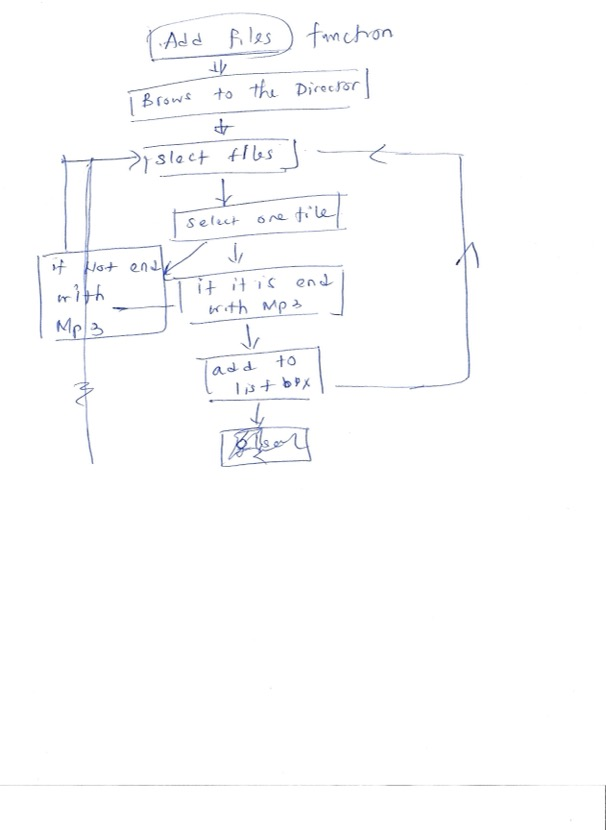 Add files function
Brows to the Director
slect files
select one file
if Not end
with
Mp3
if it is end
with Mp3
add to
list box